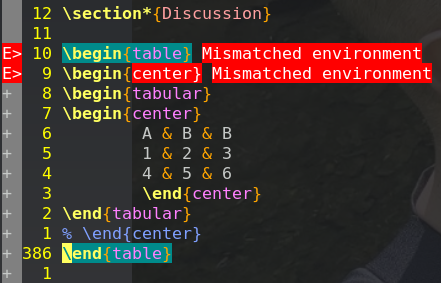 12 \section*{Discussion}
11
E> 10 \begin{table} Mismatched environment
E> 9 \begin{center} Mismatched environment
+ 8 \begin{tabular}
+ 7 \begin{center}
+ 6 A & B & B
+ 5 1 & 2 & 3
+ 4 4 & 5 & 6
+ 3 \end{center}
+ 2 \end{tabular}
+ 1 % \end{center}
+ 386 \end{table}
+ 1